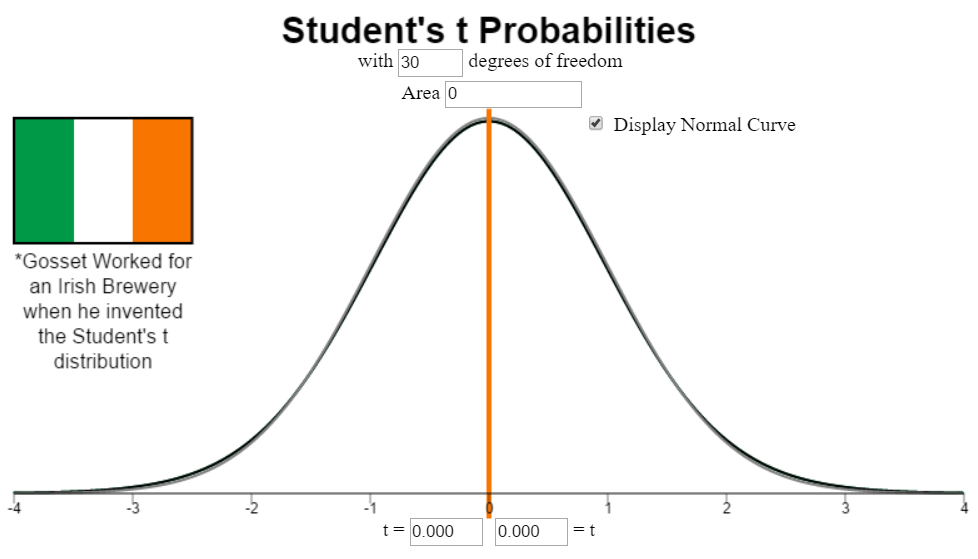 Student's t Probabilities
with 30 degrees of freedom
Area 0
Display Normal Curve
*Gosset Worked for
an Irish Brewery
when he invented
the Student's t
distribution
-4 -3 -2 -1 0 1 2 3 4
t = 0.000 0.000 = t